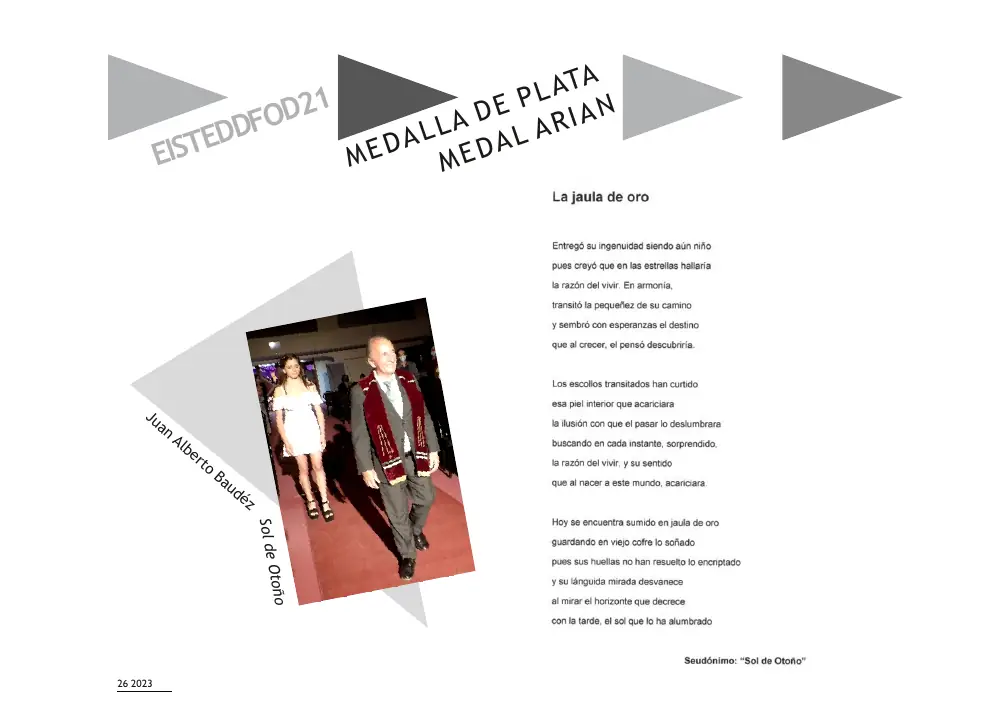 EISTEDDFOD21
MEDALLA DE PLATA
MEDAL ARIAN
La jaula de oro
Entregó su ingenuidad siendo aún niño
pues creyó que en las estrellas hallaría
la razón del vivir. En armonía,
transitó la pequeñez de su camino
y sembró con esperanzas el destino
que al crecer, el pensó descubriría.
Los escollos transitados han curtido
esa piel interior que acariciara
la ilusión con que el pasar lo deslumbrara
buscando en cada instante, sorprendido,
la razón del vivir, y su sentido
que al nacer a este mundo, acariciara.
Hoy se encuentra sumido en jaula de oro
guardando en viejo cofre lo soñado
pues sus huellas no han resuelto lo encriptado
y su lánguida mirada desvanece
al mirar el horizonte que decrece
con la tarde, el sol que lo ha alumbrado
Seudónimo: “Sol de Otoño”
Juan Alberto Baudéz
Sol de Otoño
26 2023